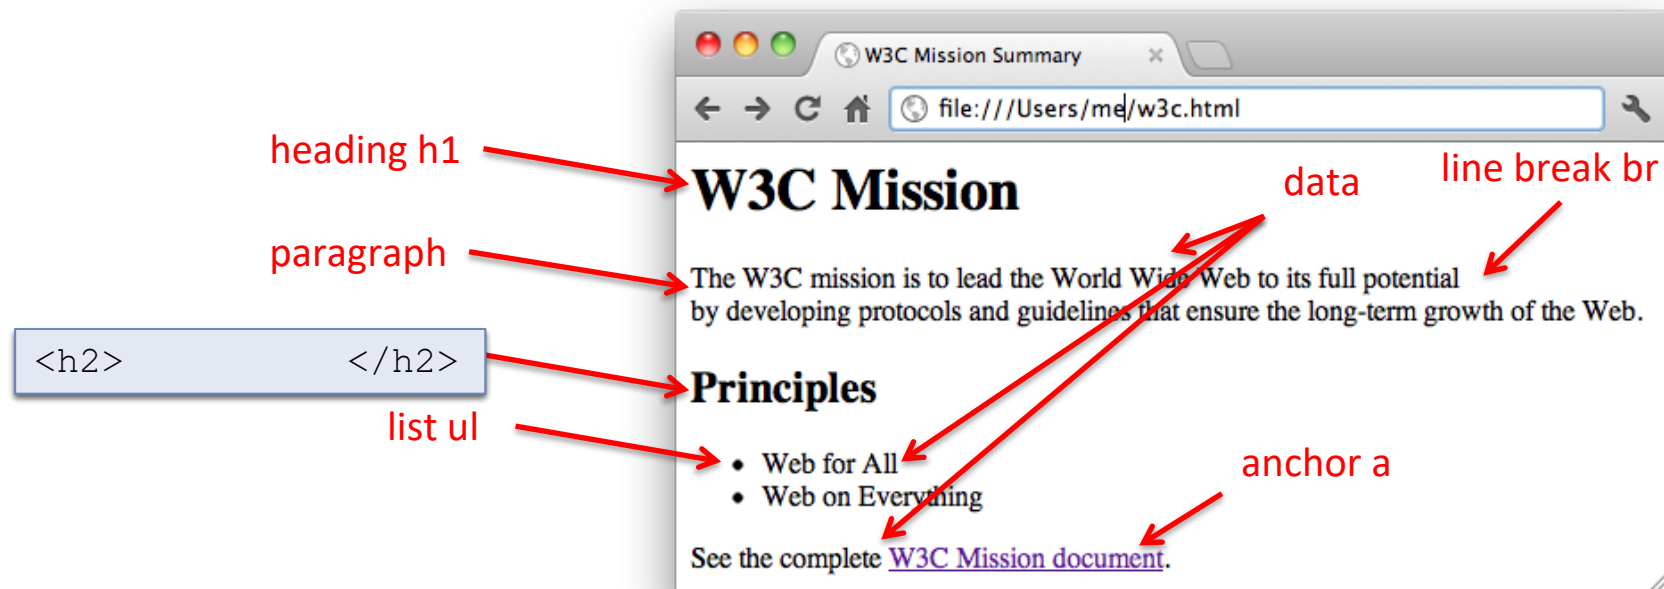 W3C Mission Summary
file:///Users/me/w3c.html
heading h1
W3C Mission
data
line break br
paragraph
The W3C mission is to lead the World Wide Web to its full potential
by developing protocols and guidelines that ensure the long-term growth of the Web.
<h2> </h2>
Principles
list ul
• Web for All
anchor a
• Web on Everything
See the complete W3C Mission document.